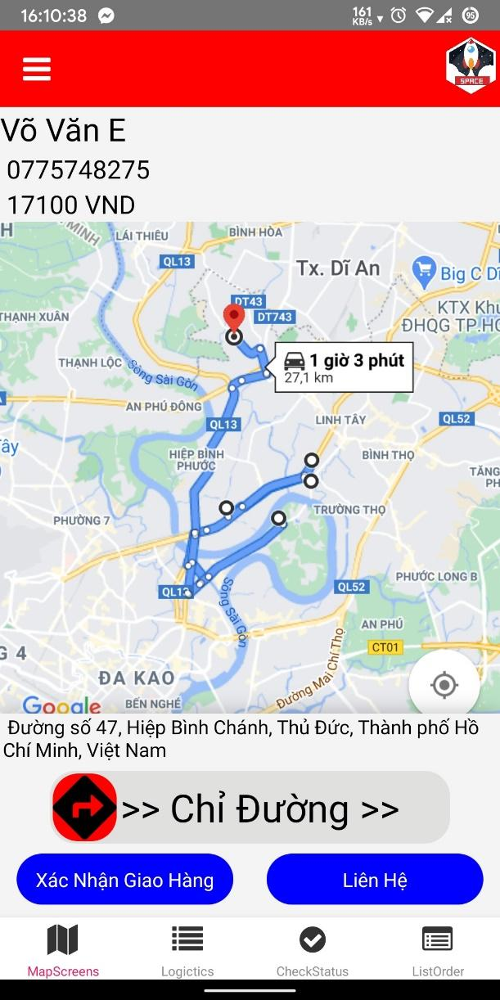 16:10:38
161
KB/s
95
SPACE
Võ Văn E
0775748275
17100 VND
H
MINH
LÁI THIÊU
BÌNH HÒA
QL13
Tx. Dĩ An
Big C Dĩ
DT43
DT743
KTX Khu
ĐHQG TP.HC
THẠNH XUÂN
THẠNH LỘC
1 giờ 3 phút
27,1 km
Sông Sài Gòn
AN PHÚ ĐÔNG
QL13
LINH TÂY
QL52
Tây
HIỆP BÌNH
PHƯỚC
BÌNH THỌ
TĂNG
PH
PHƯỜNG 7
TRƯỜNG THỌ
PHƯỚC LONG B
QL13
QL52
Sông Sài Gòn
AN PHÚ
CT01
G 4
ĐA KAO
Đường Mai Chí Thọ
Google
BẾN NGHÉ
Đường số 47, Hiệp Bình Chánh, Thủ Đức, Thành phố Hồ
Chí Minh, Việt Nam
>> Chỉ Đường >>
Xác Nhận Giao Hàng
Liên Hệ
MapScreens
Logictics
CheckStatus
ListOrder